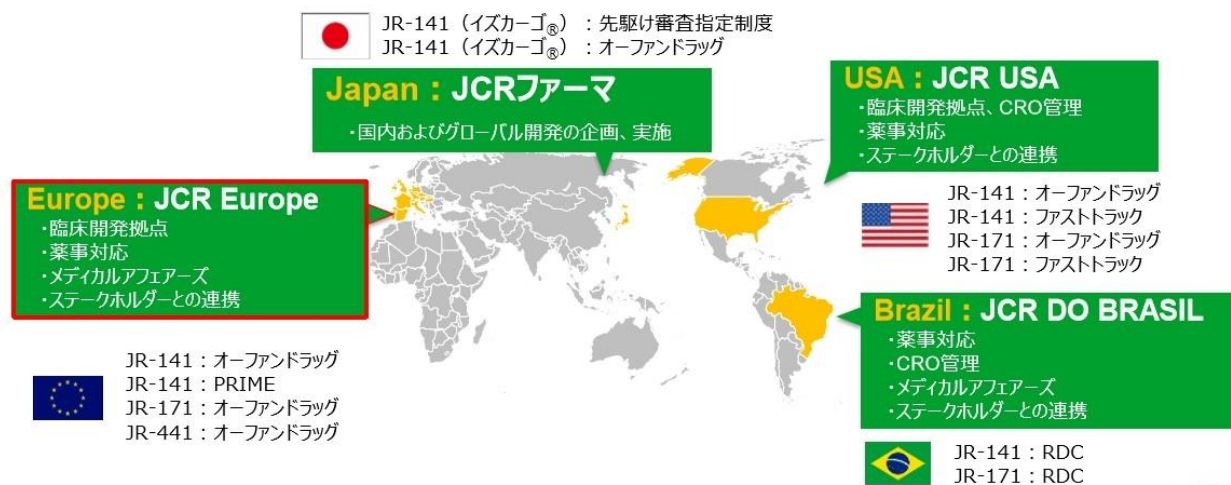 JR-141（イズカーゴ®）：先駆け審査指定制度
JR-141（イズカーゴ®）：オーファンドラッグ
Japan：JCRファーマ
・国内およびグローバル開発の企画、実施
USA：JCR USA
・臨床開発拠点、CRO管理
・薬事対応
・ステークホルダーとの連携
JR-141：オーファンドラッグ
JR-141：ファストトラック
JR-171：オーファンドラッグ
JR-171：ファストトラック
Europe：JCR Europe
・臨床開発拠点
・薬事対応
・メディカルアフェアーズ
・ステークホルダーとの連携
JR-141：オーファンドラッグ
JR-141：PRIME
JR-171：オーファンドラッグ
JR-441：オーファンドラッグ
Brazil：JCR DO BRASIL
・薬事対応
・CRO管理
・メディカルアフェアーズ
・ステークホルダーとの連携
JR-141：RDC
JR-171：RDC